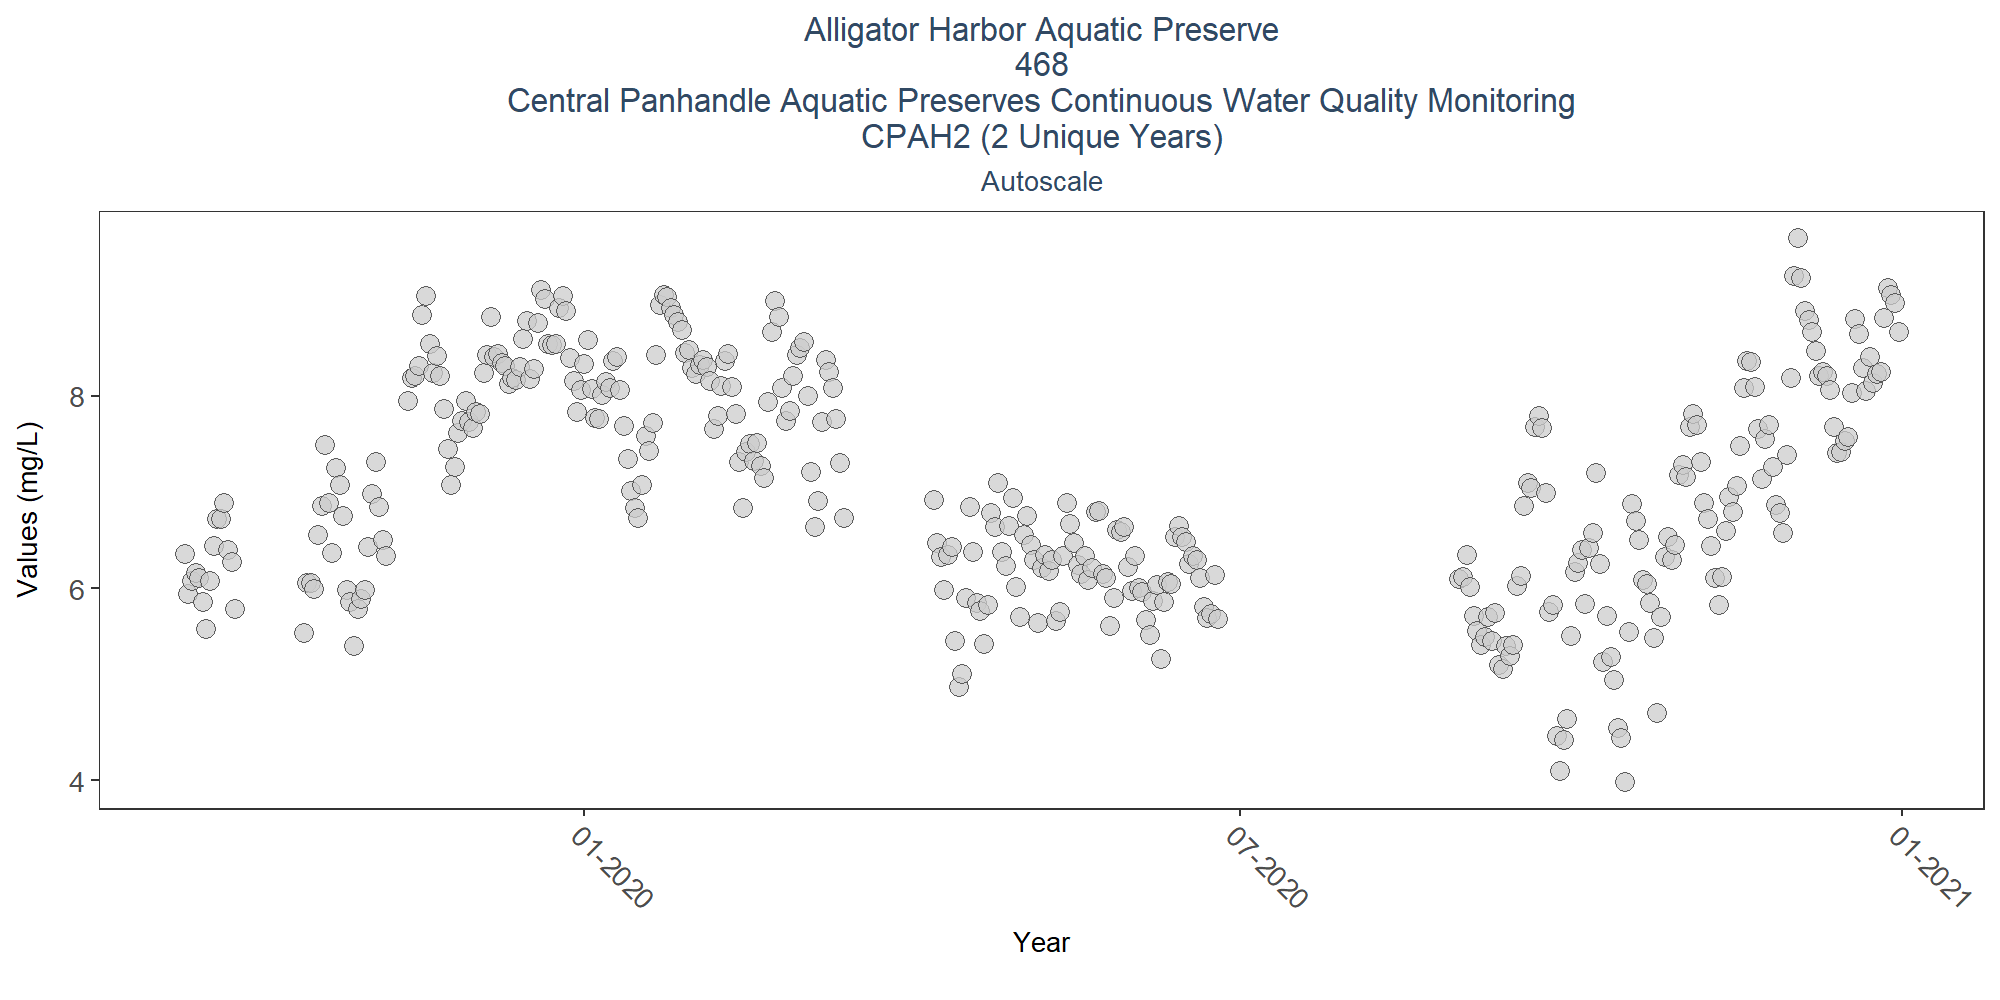 Alligator Harbor Aquatic Preserve
468
Central Panhandle Aquatic Preserves Continuous Water Quality Monitoring
CPAH2 (2 Unique Years)
Autoscale
Values (mg/L)
8
6
4
01-2020
07-2020
01-2021
Year